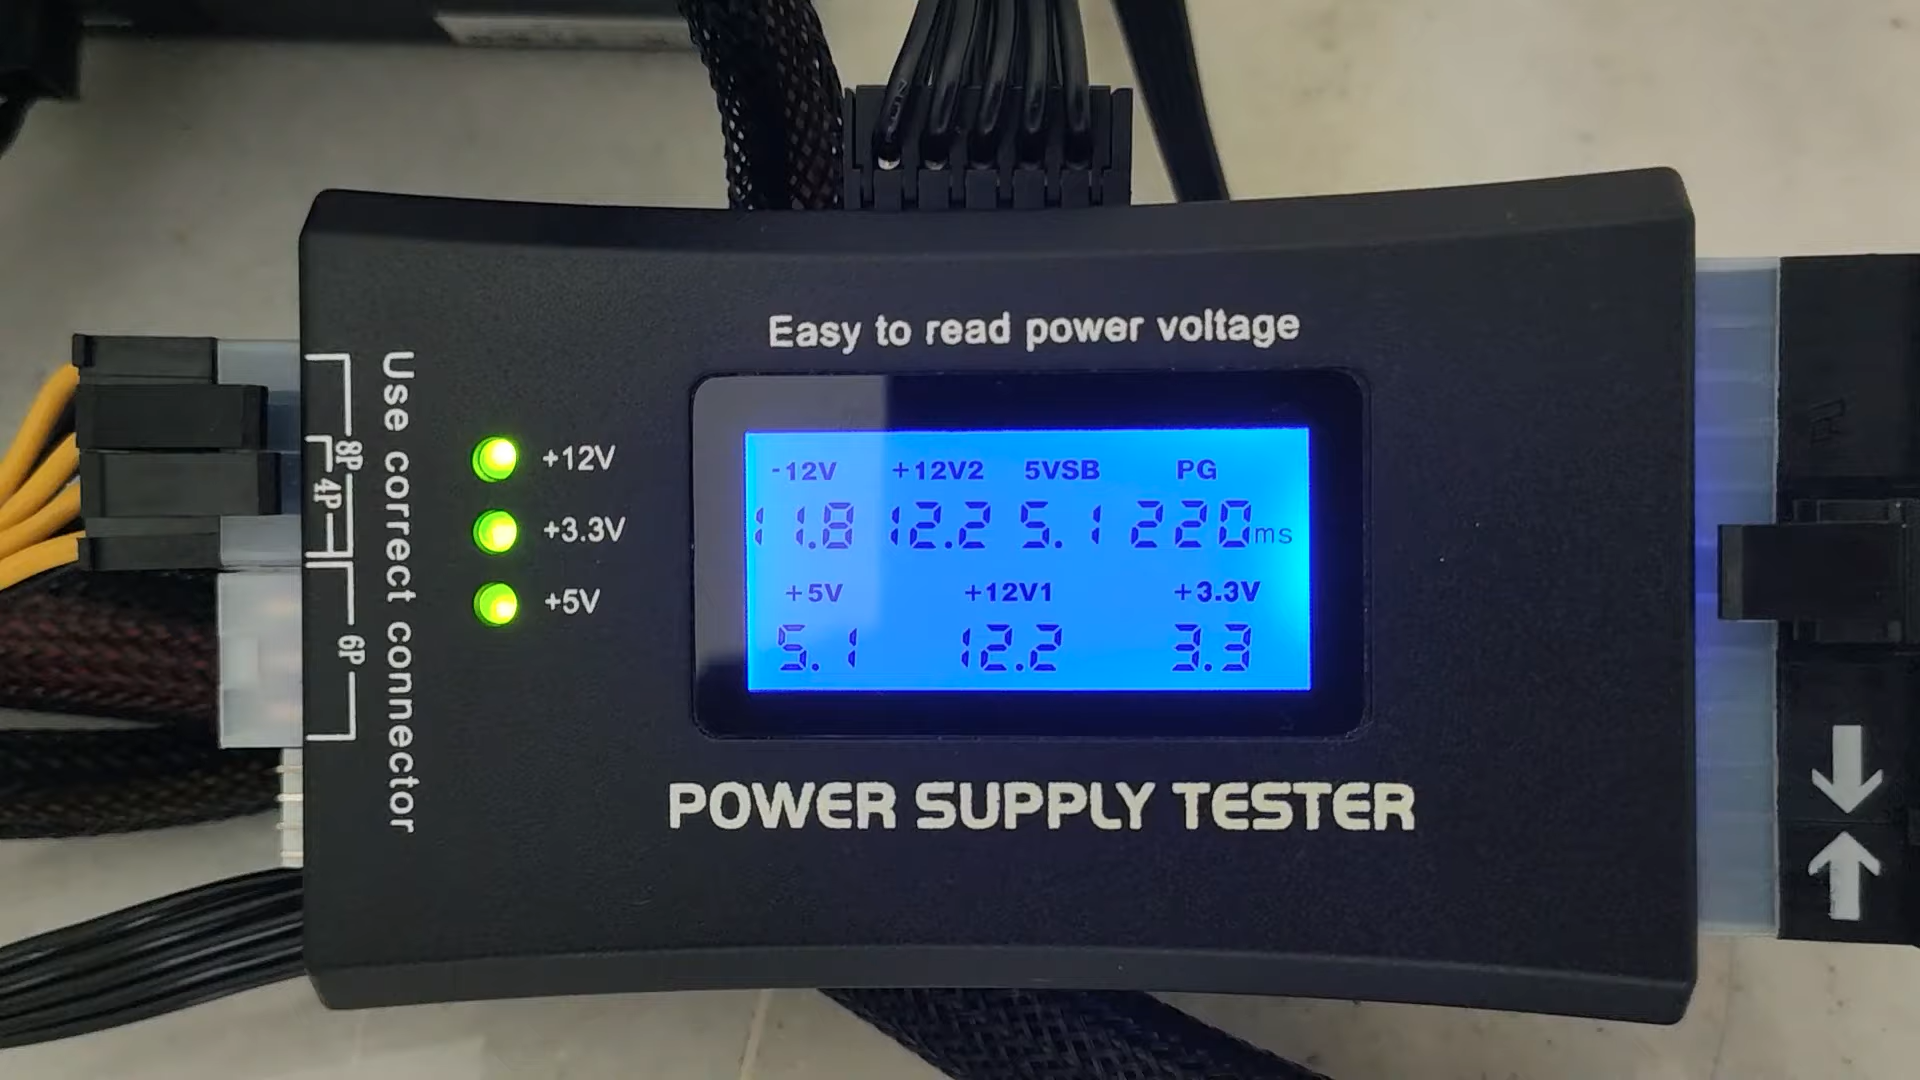 Easy to read power voltage
Use correct connector
8P
4P
6P
+12V
+3.3V
+5V
-12V +12V2 5VSB PG
11.8 12.2 5.1 220ms
+5V +12V1 +3.3V
5.1 12.2 3.3
POWER SUPPLY TESTER